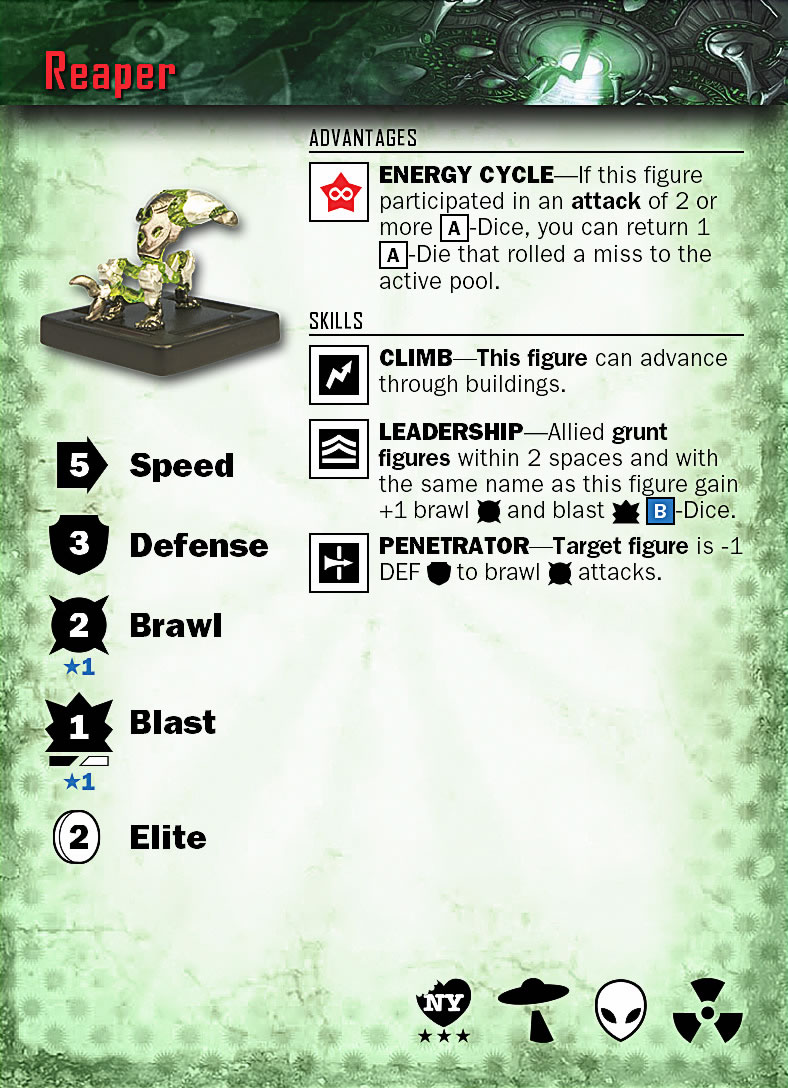 Reaper
ADVANTAGES
ENERGY CYCLE—If this figure
participated in an attack of 2 or
more A-Dice, you can return 1
A-Die that rolled a miss to the
active pool.
SKILLS
CLIMB—This figure can advance
through buildings.
LEADERSHIP—Allied grunt
figures within 2 spaces and with
the same name as this figure gain
+1 brawl and blast B-Dice.
PENETRATOR—Target figure is -1
DEF to brawl attacks.
5 Speed
3 Defense
2 Brawl
★1
1 Blast
★1
2 Elite
NY
★★★